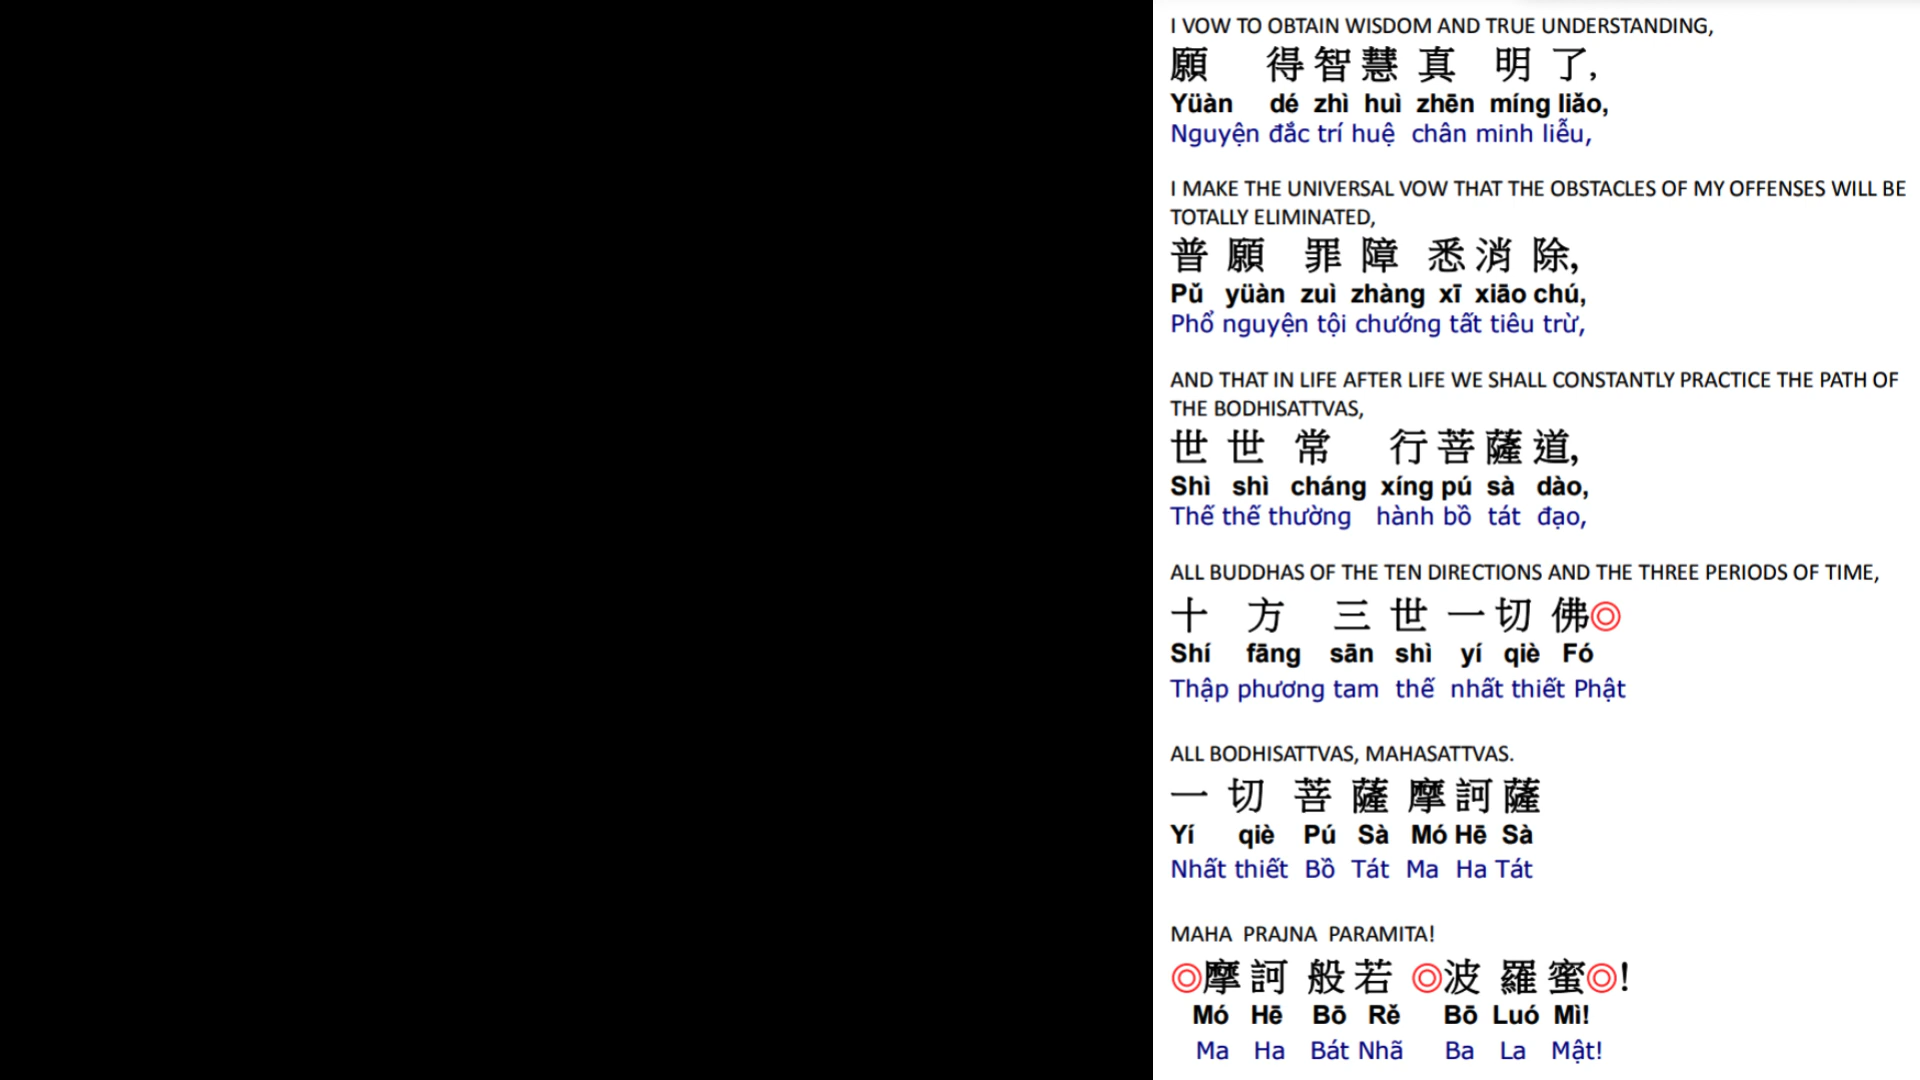 I VOW TO OBTAIN WISDOM AND TRUE UNDERSTANDING,
願 得 智 慧 真 明 了,
Yüàn dé zhì huì zhēn míng liǎo,
Nguyện đắc trí huệ chân minh liễu,
I MAKE THE UNIVERSAL VOW THAT THE OBSTACLES OF MY OFFENSES WILL BE
TOTALLY ELIMINATED,
普 願 罪 障 悉 消 除,
Pǔ yüàn zuì zhàng xī xiāo chú,
Phổ nguyện tội chướng tất tiêu trừ,
AND THAT IN LIFE AFTER LIFE WE SHALL CONSTANTLY PRACTICE THE PATH OF
THE BODHISATTVAS,
世 世 常 行 菩 薩 道,
Shì shì cháng xíng pú sà dào,
Thế thế thường hành bồ tát đạo,
ALL BUDDHAS OF THE TEN DIRECTIONS AND THE THREE PERIODS OF TIME,
十 方 三 世 一 切 佛◎
Shí fāng sān shì yí qiè Fó
Thập phương tam thế nhất thiết Phật
ALL BODHISATTVAS, MAHASATTVAS.
一 切 菩 薩 摩 訶 薩
Yí qiè Pú Sà Mó Hē Sà
Nhất thiết Bồ Tát Ma Ha Tát
MAHA PRAJNA PARAMITA!
◎摩 訶 般 若 ◎波 羅 蜜◎!
Mó Hē Bō Rě Bō Luó Mì!
Ma Ha Bát Nhã Ba La Mật!